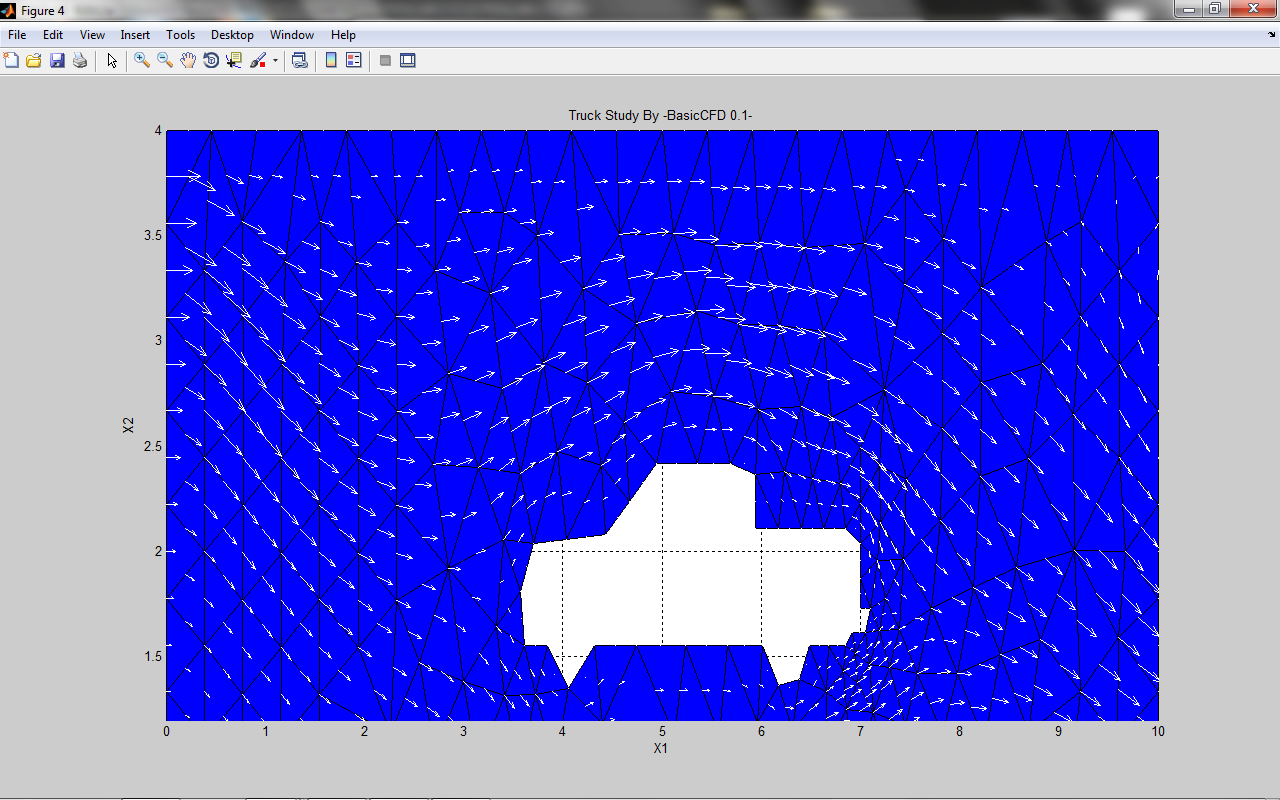 Figure 4
File Edit View Insert Tools Desktop Window Help
Truck Study By -BasicCFD 0.1-
4
3.5
3
2.5
2
1.5
X2
0 1 2 3 4 5 6 7 8 9 10
X1